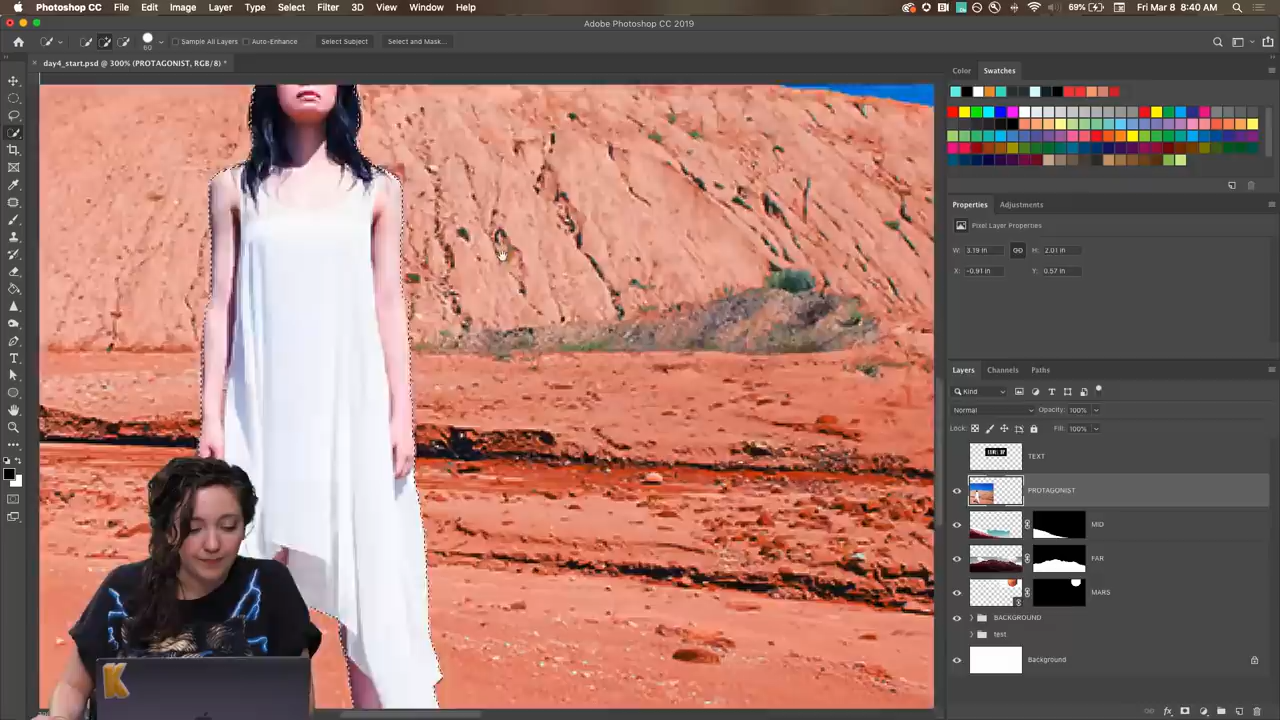 Photoshop File Edit Image Layer Type Select Filter 3D View Window Help 69% Fri Mar 8 8:40 AM
Adobe Photoshop CC 2019
60 Sample All Layers Auto-Enhance Select Subject Select and Mask...
× day4_start.psd @ 300% (PROTAGONIST, RGB/8) *
Color Swatches
Properties Adjustments
Pixel Layer Properties
W: 3.19 in H: 2.01 in
X: -0.91 in Y: 0.57 in
Layers Channels Paths
Kind
Normal Opacity: 100%
Lock: Fill: 100%
TEXT
PROTAGONIST
MID
FAR
MARS
BACKGROUND
test
Background
K